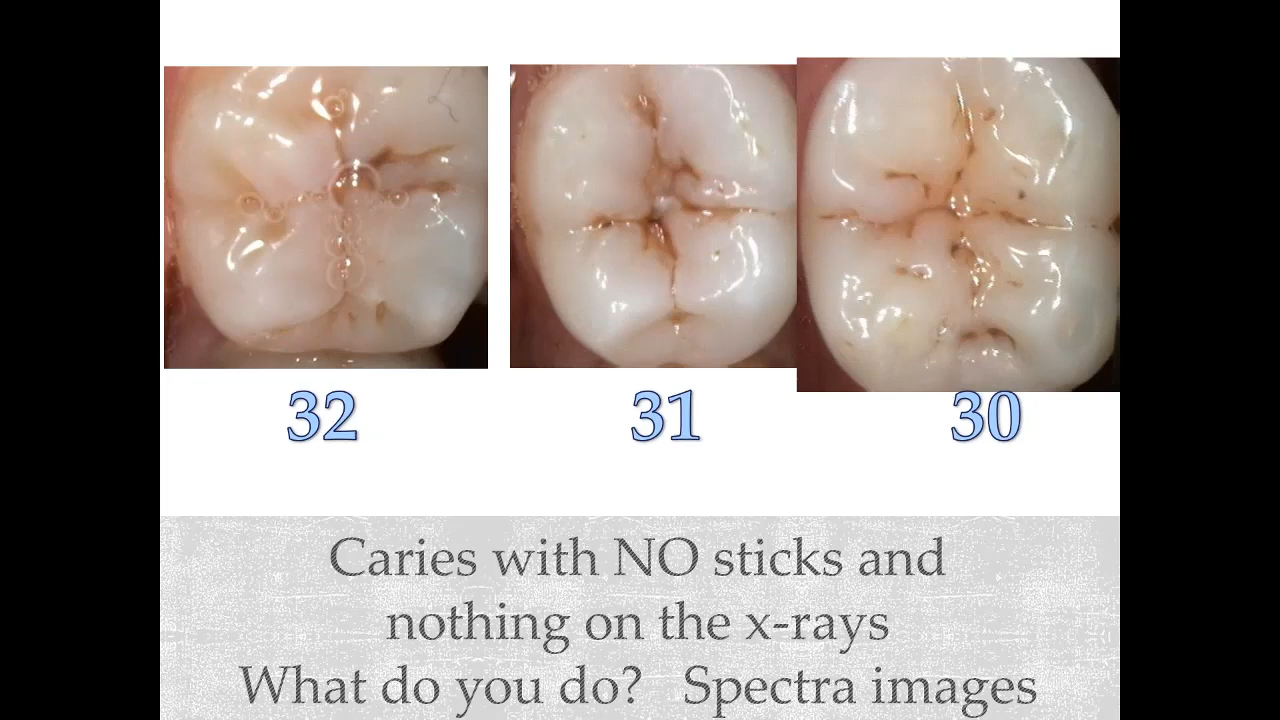 32 31 30
Caries with NO sticks and
nothing on the x-rays
What do you do? Spectra images